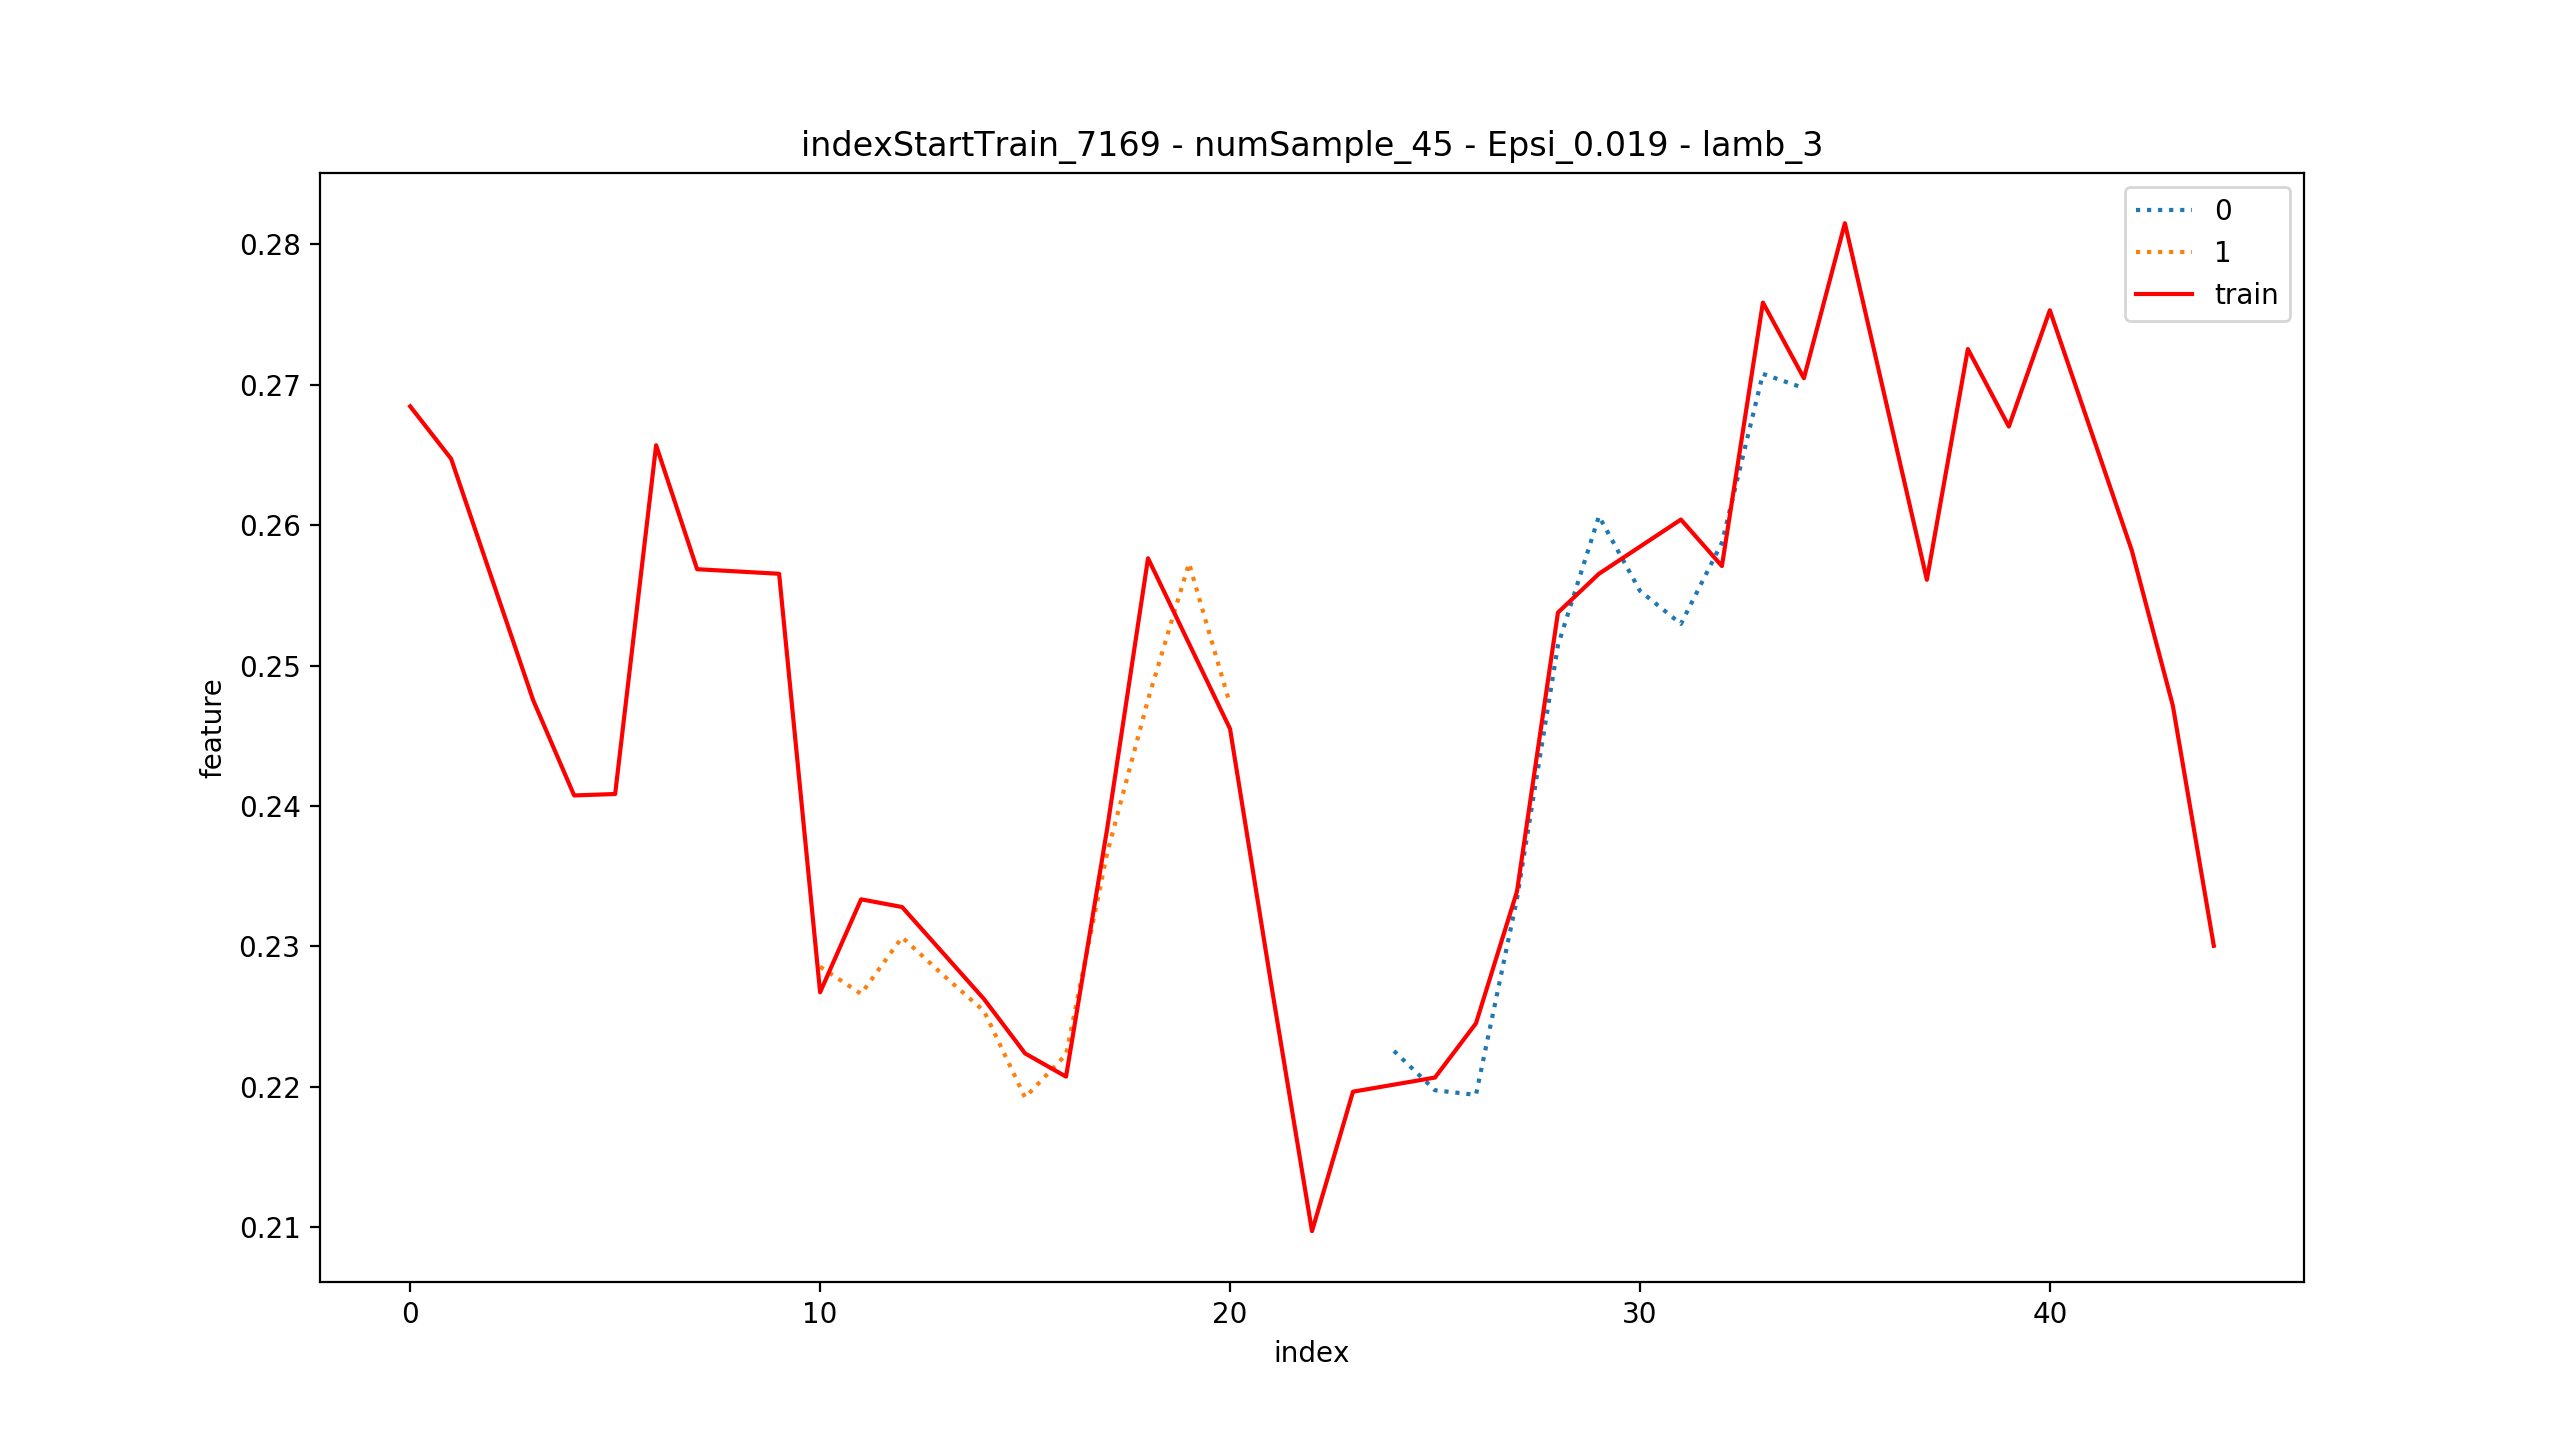 indexStartTrain_7169 - numSample_45 - Epsi_0.019 - lamb_3
0
1
train
0.28
0.27
0.26
0.25
0.24
0.23
0.22
0.21
feature
0 10 20 30 40
index